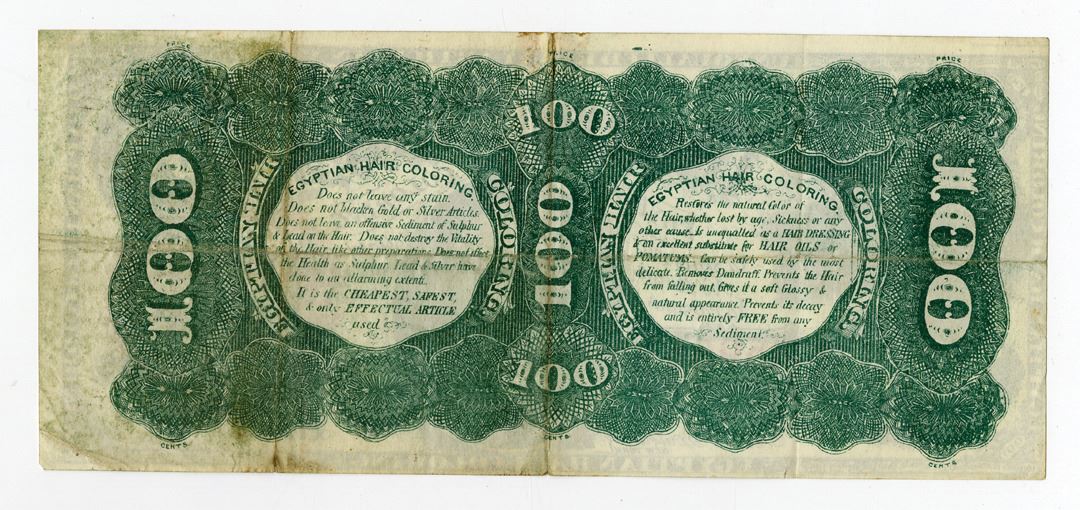 PRICE
PRICE
PRICE
100
100
100
100
100
EGYPTIAN HAIR
COLORING.
EGYPTIAN HAIR COLORING.
Does not leave any stain.
Does not blacken Gold or Silver Articles.
Does not leave an offensive Sediment of Sulphur
& Lead on the Hair. Does not destroy the Vitality
of the Hair like other preparations. Does not effect
the Health as Sulphur Lead & Silver have
done to an allarming extent.
It is the CHEAPEST, SAFEST,
& only EFFECTUAL ARTICLE
used
EGYPTIAN HAIR
COLORING.
EGYPTIAN HAIR COLORING.
Restores the natural Color of
the Hair, whether lost by age, Sickness or any
other cause. Is unequalled as a HAIR DRESSING
& an excellent substitute for HAIR OILS or
POMATUMS. Can be safely used by the most
delicate. Removes Dandruff. Prevents the Hair
from falling out, Gives it a soft Glossy &
natural appearance. Prevents its decay
and is entirely FREE from any
Sediment.
CENTS
CENTS
CENTS